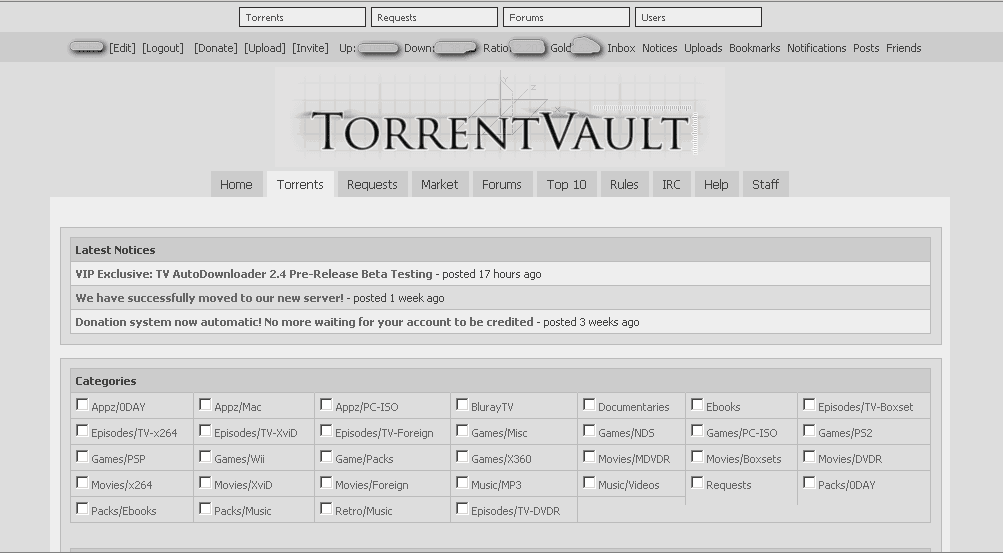 Torrents Requests Forums Users
[Edit] [Logout] [Donate] [Upload] [Invite] Up: Down: Ratio Gold Inbox Notices Uploads Bookmarks Notifications Posts Friends
Y
Z
X
TORRENTVAULT
Home Torrents Requests Market Forums Top 10 Rules IRC Help Staff
Latest Notices
VIP Exclusive: TV AutoDownloader 2.4 Pre-Release Beta Testing - posted 17 hours ago
We have successfully moved to our new server! - posted 1 week ago
Donation system now automatic! No more waiting for your account to be credited - posted 3 weeks ago
Categories
Appz/0DAY Appz/Mac Appz/PC-ISO BlurayTV Documentaries Ebooks Episodes/TV-Boxset
Episodes/TV-x264 Episodes/TV-XviD Episodes/TV-Foreign Games/Misc Games/NDS Games/PC-ISO Games/PS2
Games/PSP Games/Wii Game/Packs Games/X360 Movies/MDVDR Movies/Boxsets Movies/DVDR
Movies/x264 Movies/XviD Movies/Foreign Music/MP3 Music/Videos Requests Packs/0DAY
Packs/Ebooks Packs/Music Retro/Music Episodes/TV-DVDR